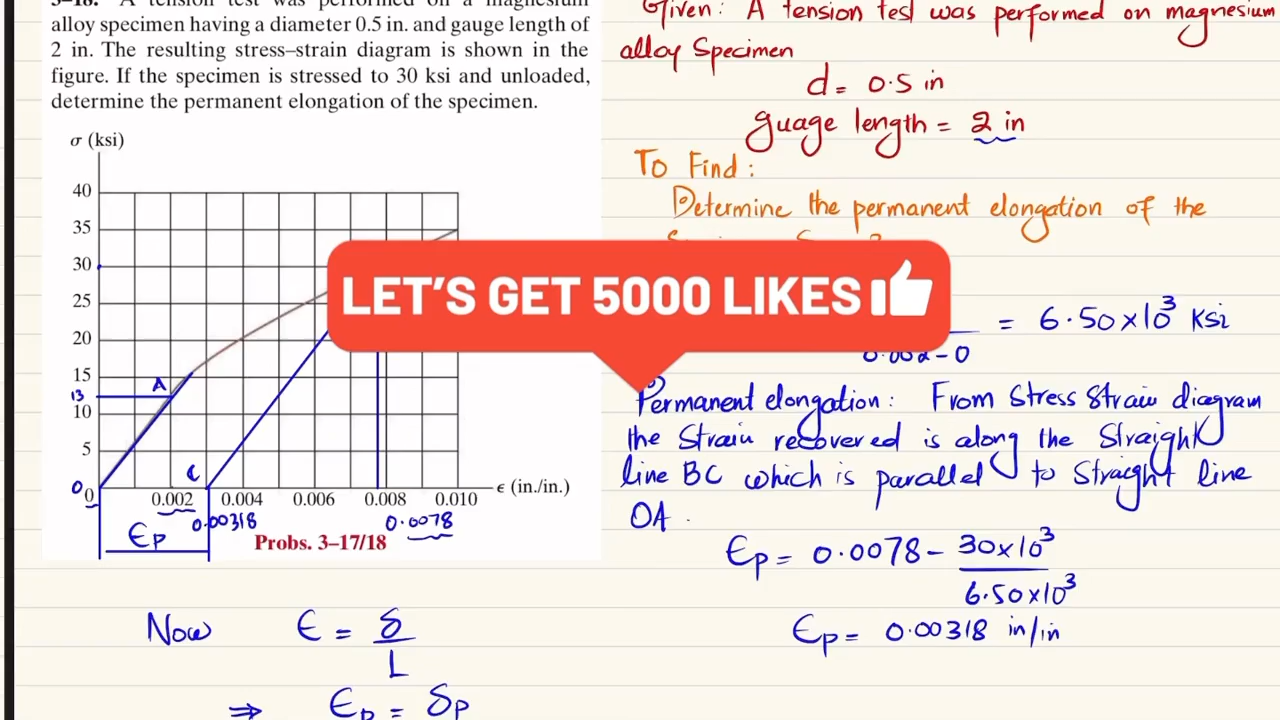 3–18. A tension test was performed on a magnesium
alloy specimen having a diameter 0.5 in. and gauge length of
2 in. The resulting stress–strain diagram is shown in the
figure. If the specimen is stressed to 30 ksi and unloaded,
determine the permanent elongation of the specimen.
σ (ksi)
40
35
30
25
20
15
13
A
10
5
C
0
0
0.002
0.004
0.006
0.008
0.010
ϵ (in./in.)
0.00318
0.0078
ϵp
Probs. 3–17/18
Now ϵ = δ/L
⇒ ϵp = δp
Given: A tension test was performed on magnesium
alloy Specimen
d = 0.5 in
guage length = 2 in
To Find:
Determine the permanent elongation of the
LET'S GET 5000 LIKES
= 6.50×10³ Ksi
0.002-0
Permanent elongation: From Stress Strain diagram
the Strain recovered is along the Straight
line BC which is parallel to Straight line
OA.
ϵp = 0.0078 - 30×10³
6.50×10³
ϵp = 0.00318 in/in